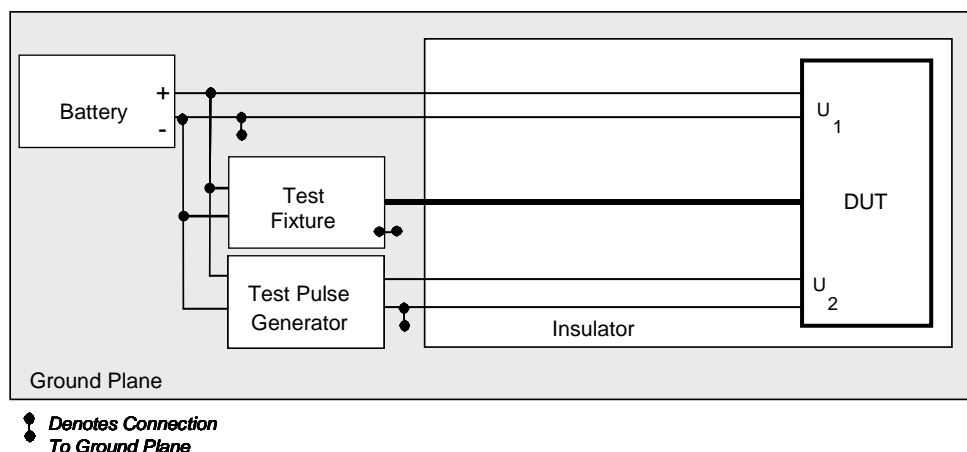 Battery
+
-
U
1
Test
Fixture
DUT
Test Pulse
Generator
U
2
Insulator
Ground Plane
Denotes Connection
To Ground Plane